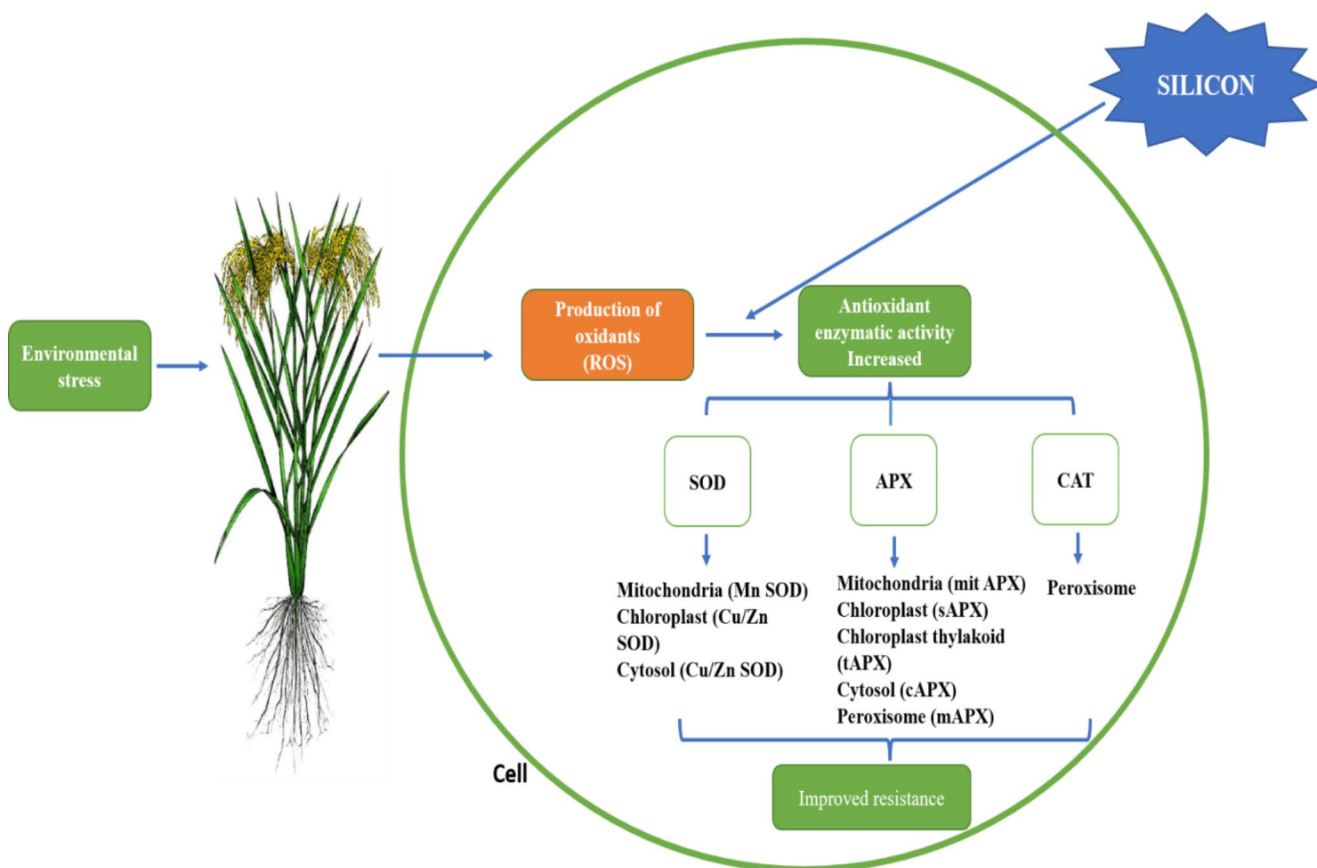 SILICON
Environmental
stress
Production of
oxidants
(ROS)
Antioxidant
enzymatic activity
Increased
SOD
APX
CAT
Mitochondria (Mn SOD)
Chloroplast (Cu/Zn
SOD)
Cytosol (Cu/Zn SOD)
Mitochondria (mit APX)
Chloroplast (sAPX)
Chloroplast thylakoid
(tAPX)
Cytosol (cAPX)
Peroxisome (mAPX)
Peroxisome
Cell
Improved resistance